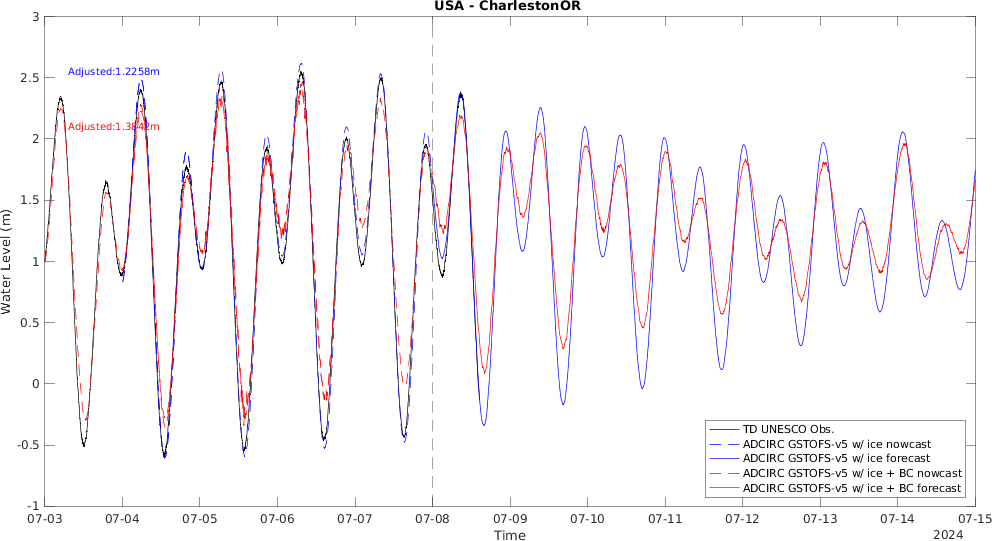 USA - CharlestonOR
3
2.5
2
1.5
1
0.5
0
-0.5
-1
Water Level (m)
Adjusted:1.2258m
Adjusted:1.3842m
TD UNESCO Obs.
ADCIRC GSTOFS-v5 w/ ice nowcast
ADCIRC GSTOFS-v5 w/ ice forecast
ADCIRC GSTOFS-v5 w/ ice + BC nowcast
ADCIRC GSTOFS-v5 w/ ice + BC forecast
07-03 07-04 07-05 07-06 07-07 07-08 07-09 07-10 07-11 07-12 07-13 07-14 07-15
Time
2024